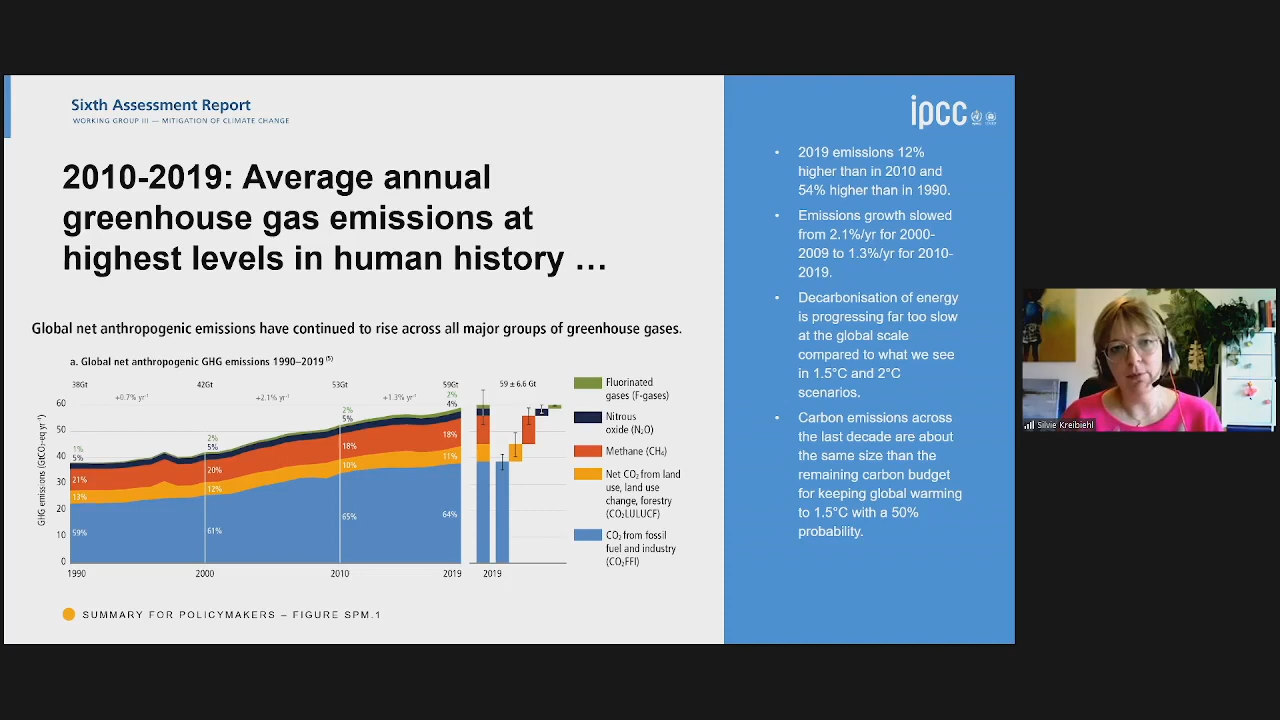 Sixth Assessment Report
WORKING GROUP III — MITIGATION OF CLIMATE CHANGE
2010-2019: Average annual
greenhouse gas emissions at
highest levels in human history …
Global net anthropogenic emissions have continued to rise across all major groups of greenhouse gases.
a. Global net anthropogenic GHG emissions 1990–2019 (5)
38Gt 42Gt 53Gt 59Gt 59 ± 6.6 Gt
+0.7% yr⁻¹ +2.1% yr⁻¹ +1.3% yr⁻¹
GHG emissions (GtCO₂-eq yr⁻¹)
60
50
40
30
20
10
0
1%
5%
21%
13%
59%
2%
5%
20%
12%
61%
2%
5%
18%
10%
65%
2%
4%
18%
11%
64%
1990 2000 2010 2019 2019
Fluorinated
gases (F-gases)
Nitrous
oxide (N₂O)
Methane (CH₄)
Net CO₂ from land
use, land use
change, forestry
(CO₂LULUCF)
CO₂ from fossil
fuel and industry
(CO₂FFI)
SUMMARY FOR POLICYMAKERS – FIGURE SPM.1
ipcc
• 2019 emissions 12%
higher than in 2010 and
54% higher than in 1990.
• Emissions growth slowed
from 2.1%/yr for 2000-
2009 to 1.3%/yr for 2010-
2019.
• Decarbonisation of energy
is progressing far too slow
at the global scale
compared to what we see
in 1.5°C and 2°C
scenarios.
• Carbon emissions across
the last decade are about
the same size than the
remaining carbon budget
for keeping global warming
to 1.5°C with a 50%
probability.
Silvie Kreibiehl